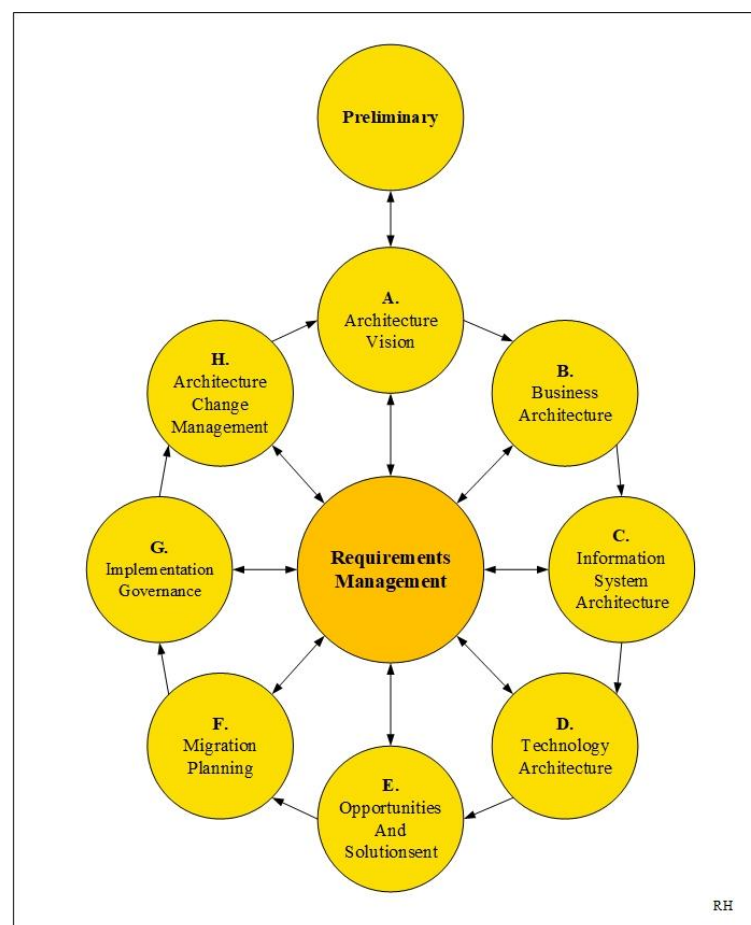 Preliminary
A.
Architecture
Vision
B.
Business
Architecture
C.
Information
System
Architecture
D.
Technology
Architecture
E.
Opportunities
And
Solutionsent
F.
Migration
Planning
G.
Implementation
Governance
H.
Architecture
Change
Management
Requirements
Management
RH